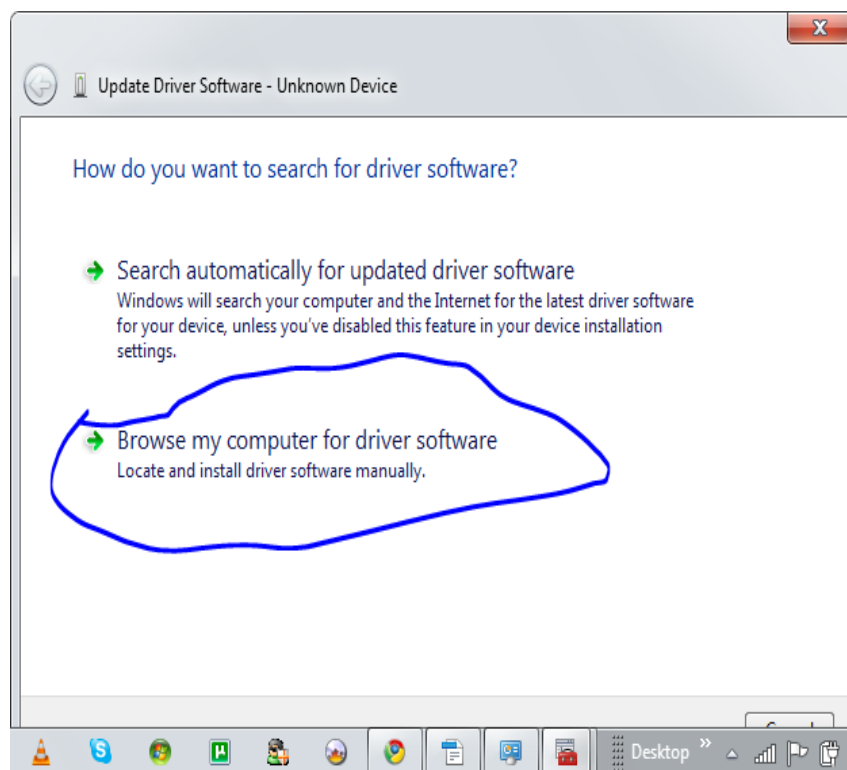 Update Driver Software - Unknown Device
How do you want to search for driver software?
Search automatically for updated driver software
Windows will search your computer and the Internet for the latest driver software
for your device, unless you've disabled this feature in your device installation
settings.
Browse my computer for driver software
Locate and install driver software manually.
Desktop